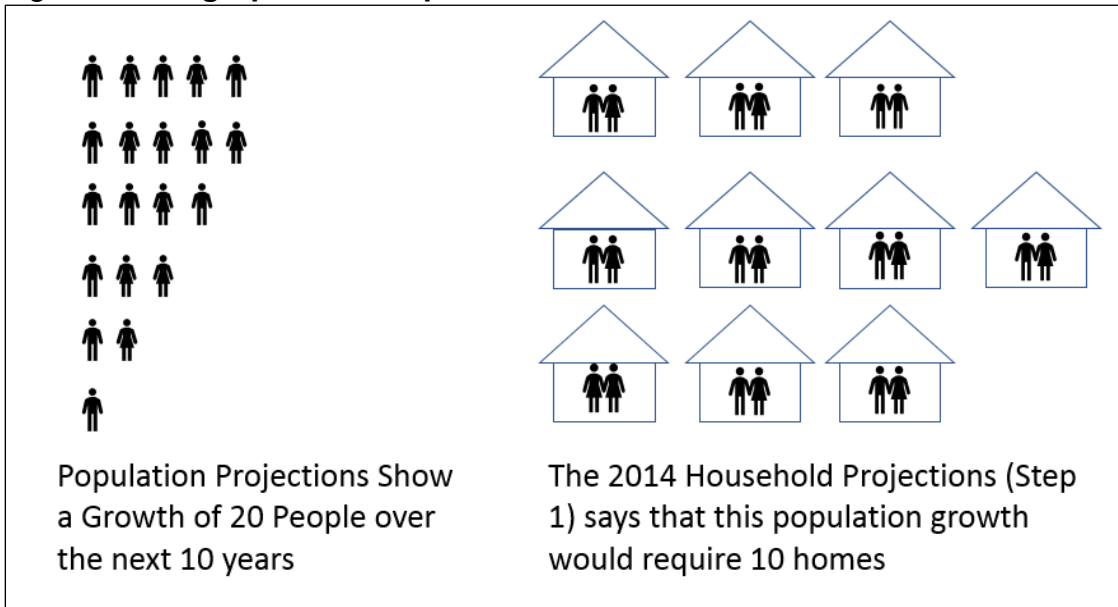 Population Projections Show
a Growth of 20 People over
the next 10 years
The 2014 Household Projections (Step
1) says that this population growth
would require 10 homes